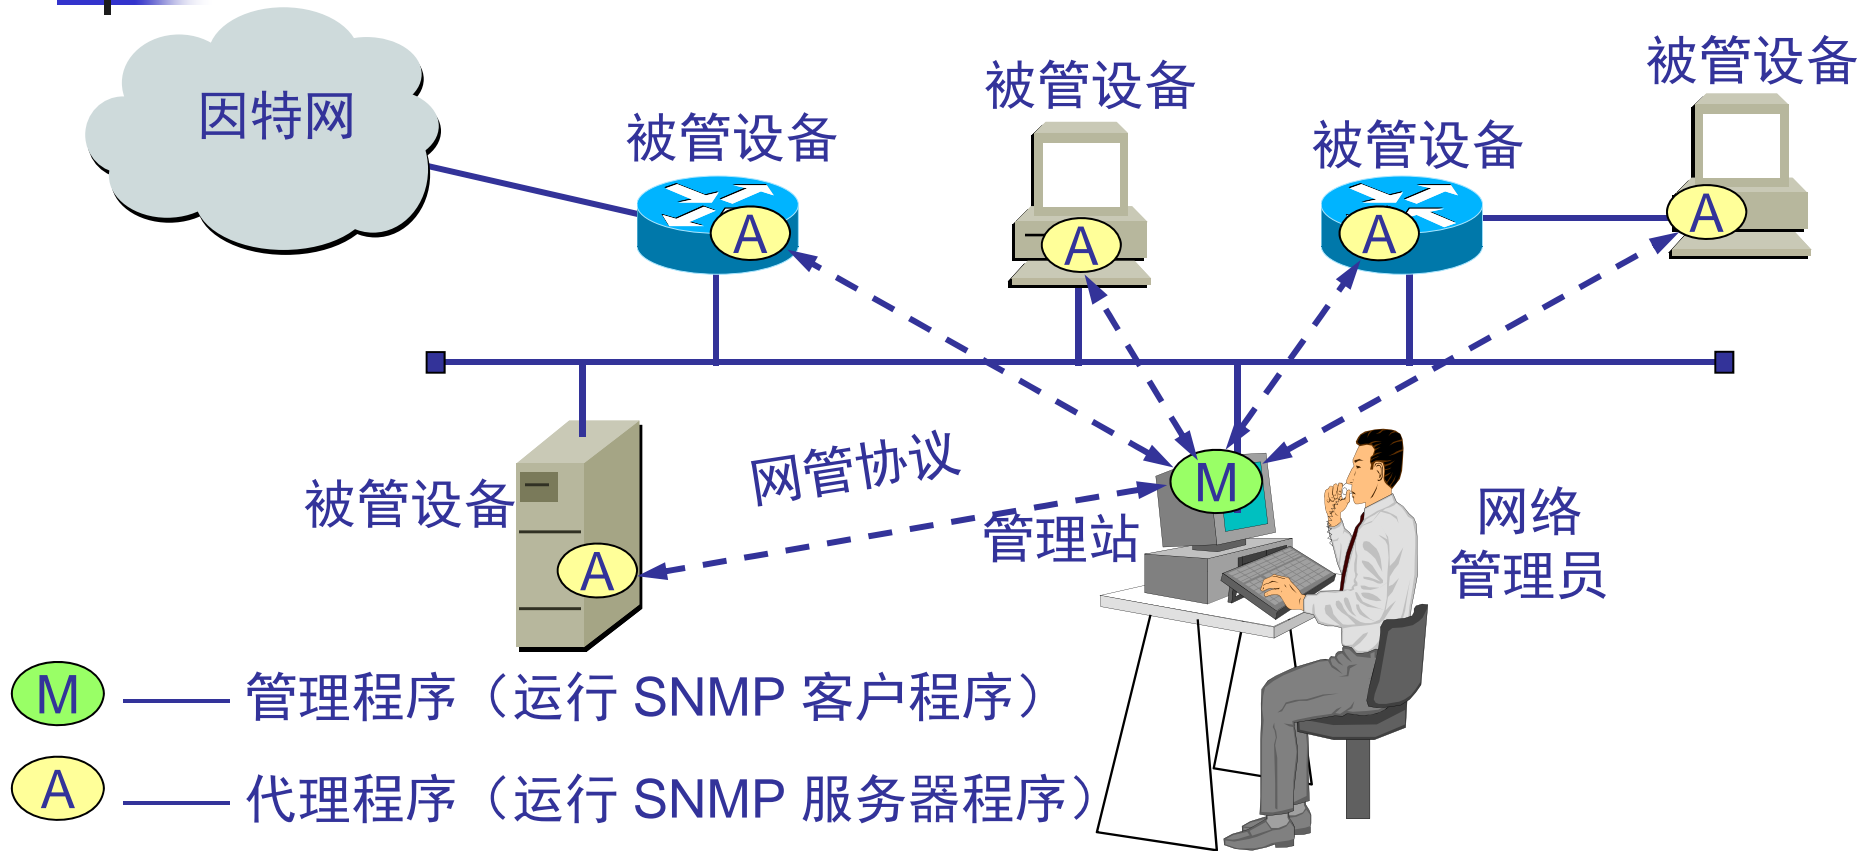 被管设备
被管设备
因特网
被管设备
被管设备
A
A
A
A
网管协议
M
被管设备
管理站
网络
管理员
A
M 管理程序（运行 SNMP 客户程序）
A 代理程序（运行 SNMP 服务器程序）